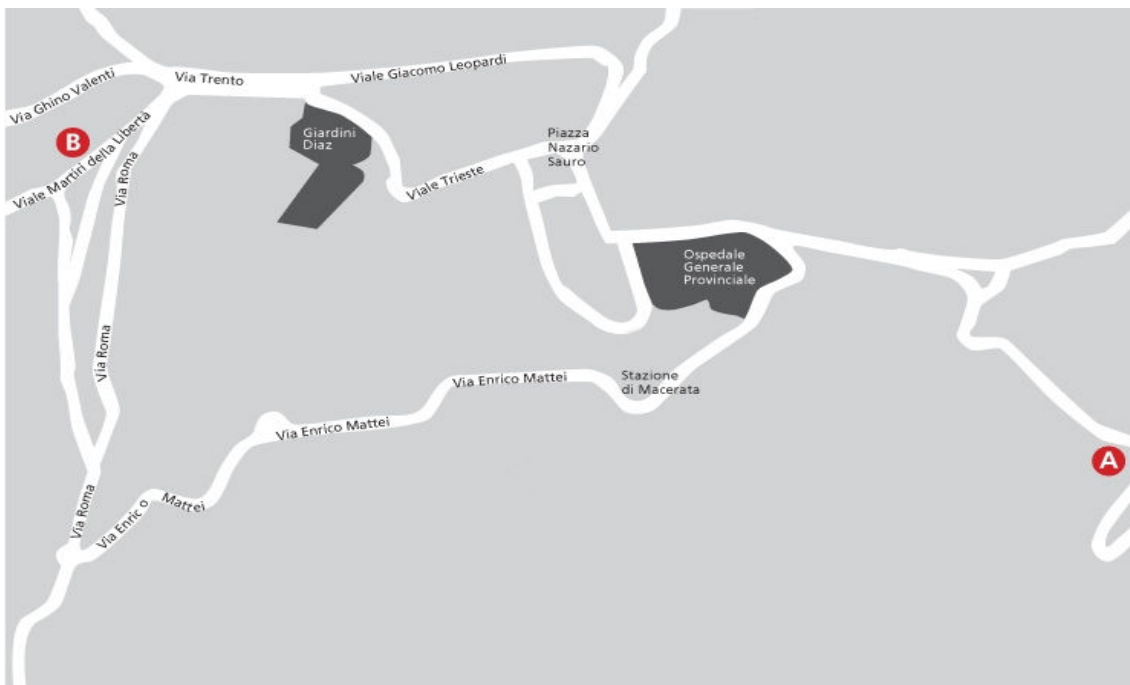 Via Trento
Viale Giacomo Leopardi
Via Ghino Valenti
B
Viale Martiri della Libertà
Via Roma
Giardini
Diaz
Piazza
Nazario
Sauro
Viale Trieste
Ospedale
Generale
Provinciale
Via Roma
Via Enrico Mattei
Stazione
di Macerata
Via Enrico Mattei
A
Via Roma
Via Enrico Mattei